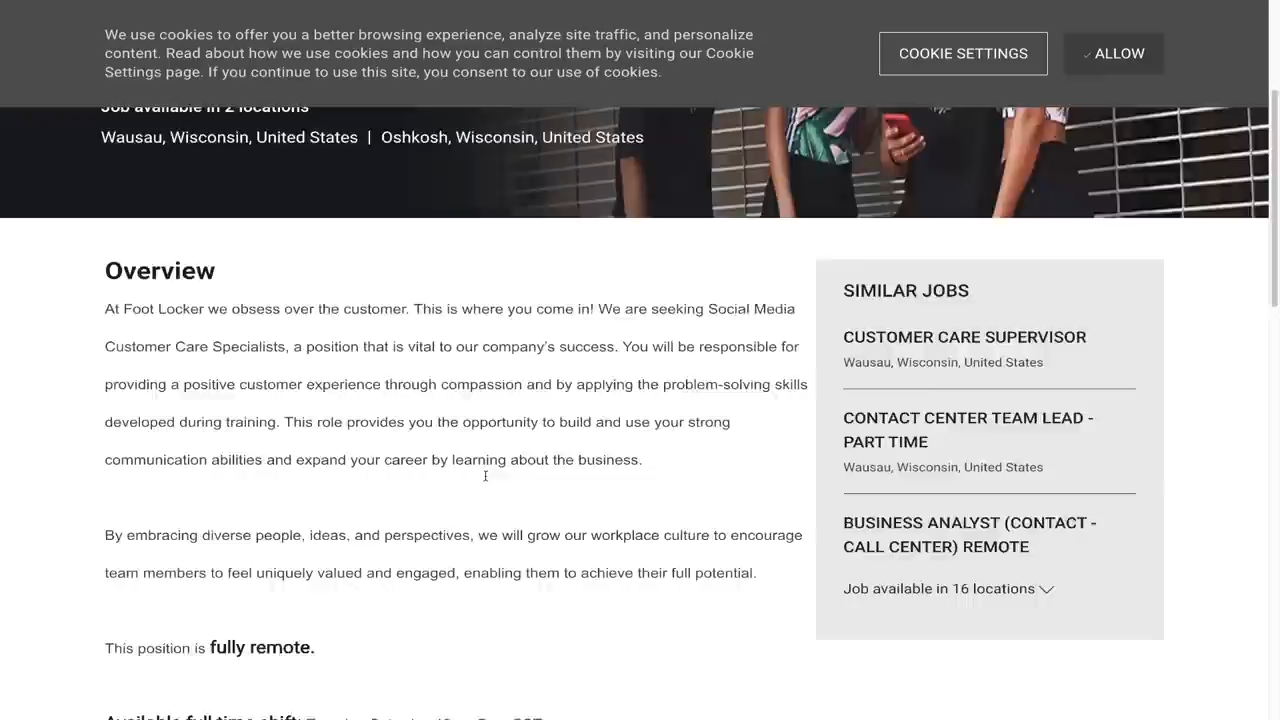 We use cookies to offer you a better browsing experience, analyze site traffic, and personalize
content. Read about how we use cookies and how you can control them by visiting our Cookie
Settings page. If you continue to use this site, you consent to our use of cookies.
COOKIE SETTINGS
✓ ALLOW
Job available in 2 locations
Wausau, Wisconsin, United States | Oshkosh, Wisconsin, United States
Overview
At Foot Locker we obsess over the customer. This is where you come in! We are seeking Social Media
Customer Care Specialists, a position that is vital to our company's success. You will be responsible for
providing a positive customer experience through compassion and by applying the problem-solving skills
developed during training. This role provides you the opportunity to build and use your strong
communication abilities and expand your career by learning about the business.
By embracing diverse people, ideas, and perspectives, we will grow our workplace culture to encourage
team members to feel uniquely valued and engaged, enabling them to achieve their full potential.
This position is fully remote.
Available full time shift:
SIMILAR JOBS
CUSTOMER CARE SUPERVISOR
Wausau, Wisconsin, United States
CONTACT CENTER TEAM LEAD -
PART TIME
Wausau, Wisconsin, United States
BUSINESS ANALYST (CONTACT -
CALL CENTER) REMOTE
Job available in 16 locations